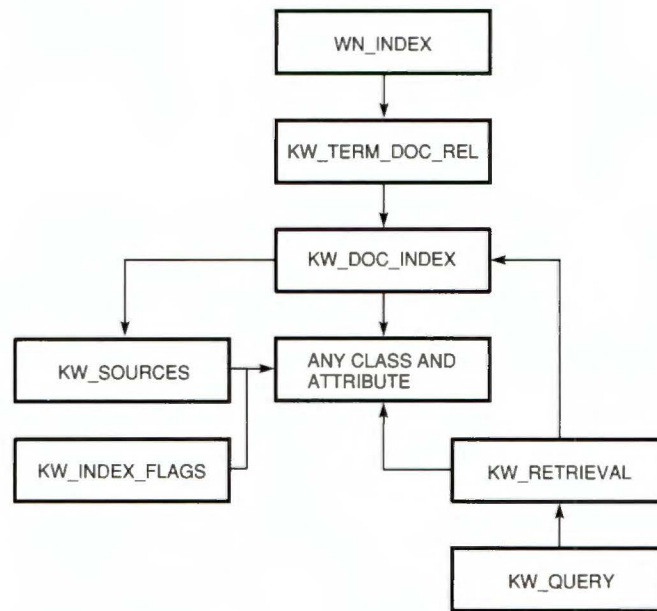 WN_INDEX
KW_TERM_DOC_REL
KW_DOC_INDEX
KW_SOURCES
ANY CLASS AND
ATTRIBUTE
KW_INDEX_FLAGS
KW_RETRIEVAL
KW_QUERY